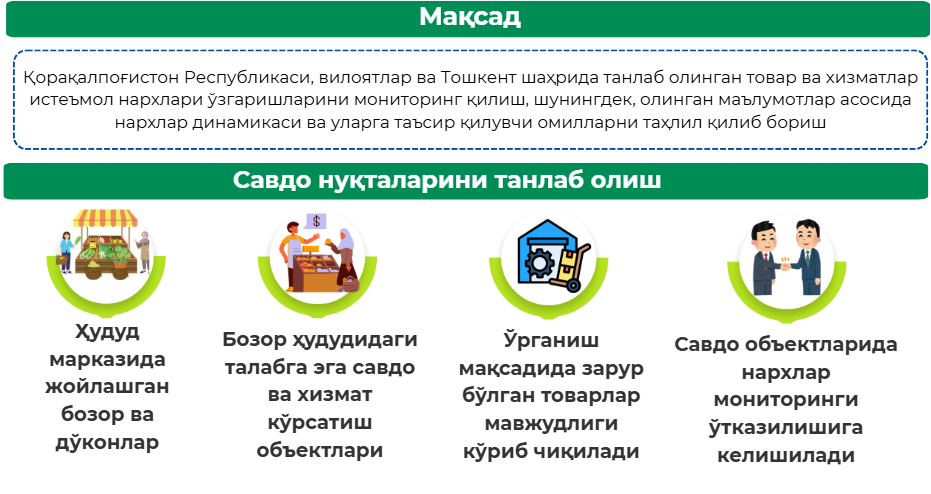 Мақсад
Қорақалпоғистон Республикаси, вилоятлар ва Тошкент шаҳрида танлаб олинган товар ва хизматлар
истеъмол нархлари ўзгаришларини мониторинг қилиш, шунингдек, олинган маълумотлар асосида
нархлар динамикаси ва уларга таъсир қилувчи омилларни таҳлил қилиб бориш
Савдо нуқталарини танлаб олиш
$
Ҳудуд
марказида
жойлашган
бозор ва
дўконлар
Бозор ҳудудидаги
талабга эга савдо
ва хизмат
кўрсатиш
объектлари
Ўрганиш
мақсадида зарур
бўлган товарлар
мавжудлиги
кўриб чиқилади
Савдо объектларида
нархлар
мониторинги
ўтказилишига
келишилади